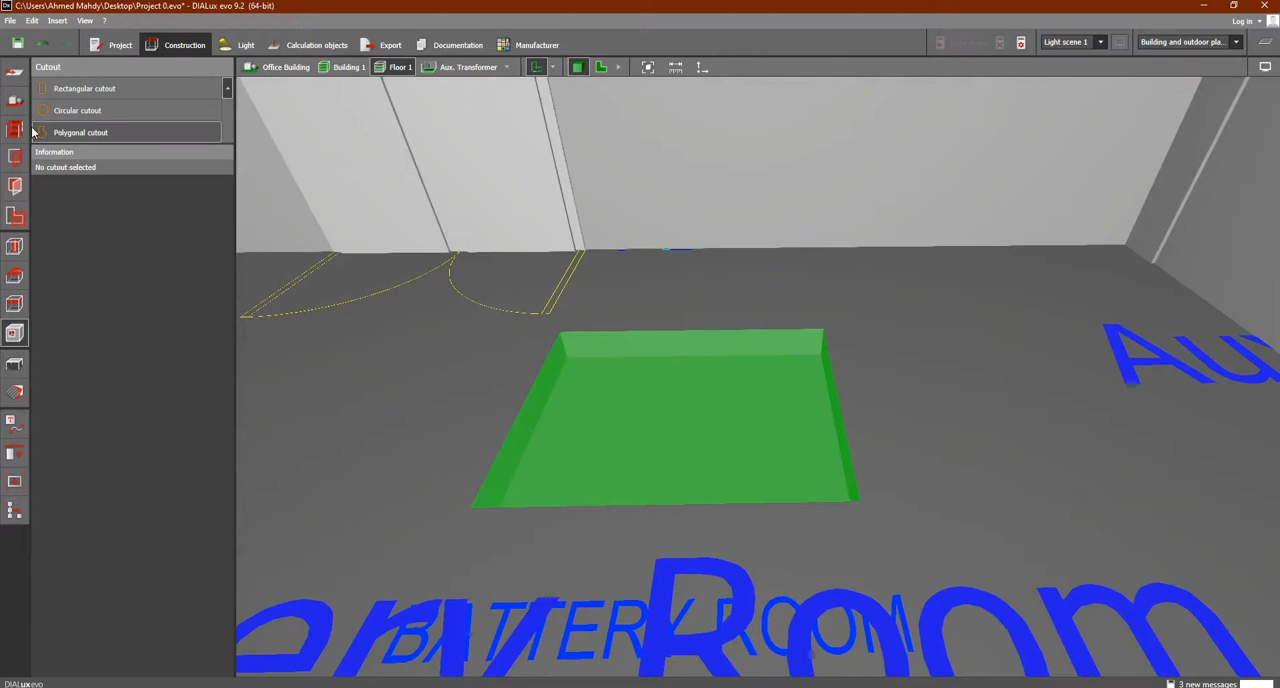 C:\Users\Ahmed Mahdy\Desktop\Project 0.evo* - DIALux evo 9.2 (64-bit)
File Edit Insert View ?
Log in
Project Construction Light Calculation objects Export Documentation Manufacturer
Light scene 1 Building and outdoor pla...
Cutout
Office Building Building 1 Floor 1 Aux. Transformer
Rectangular cutout
Circular cutout
Polygonal cutout
Information
No cutout selected
Au
BATTERY ROOM
ry Room
DIALux evo
3 new messages